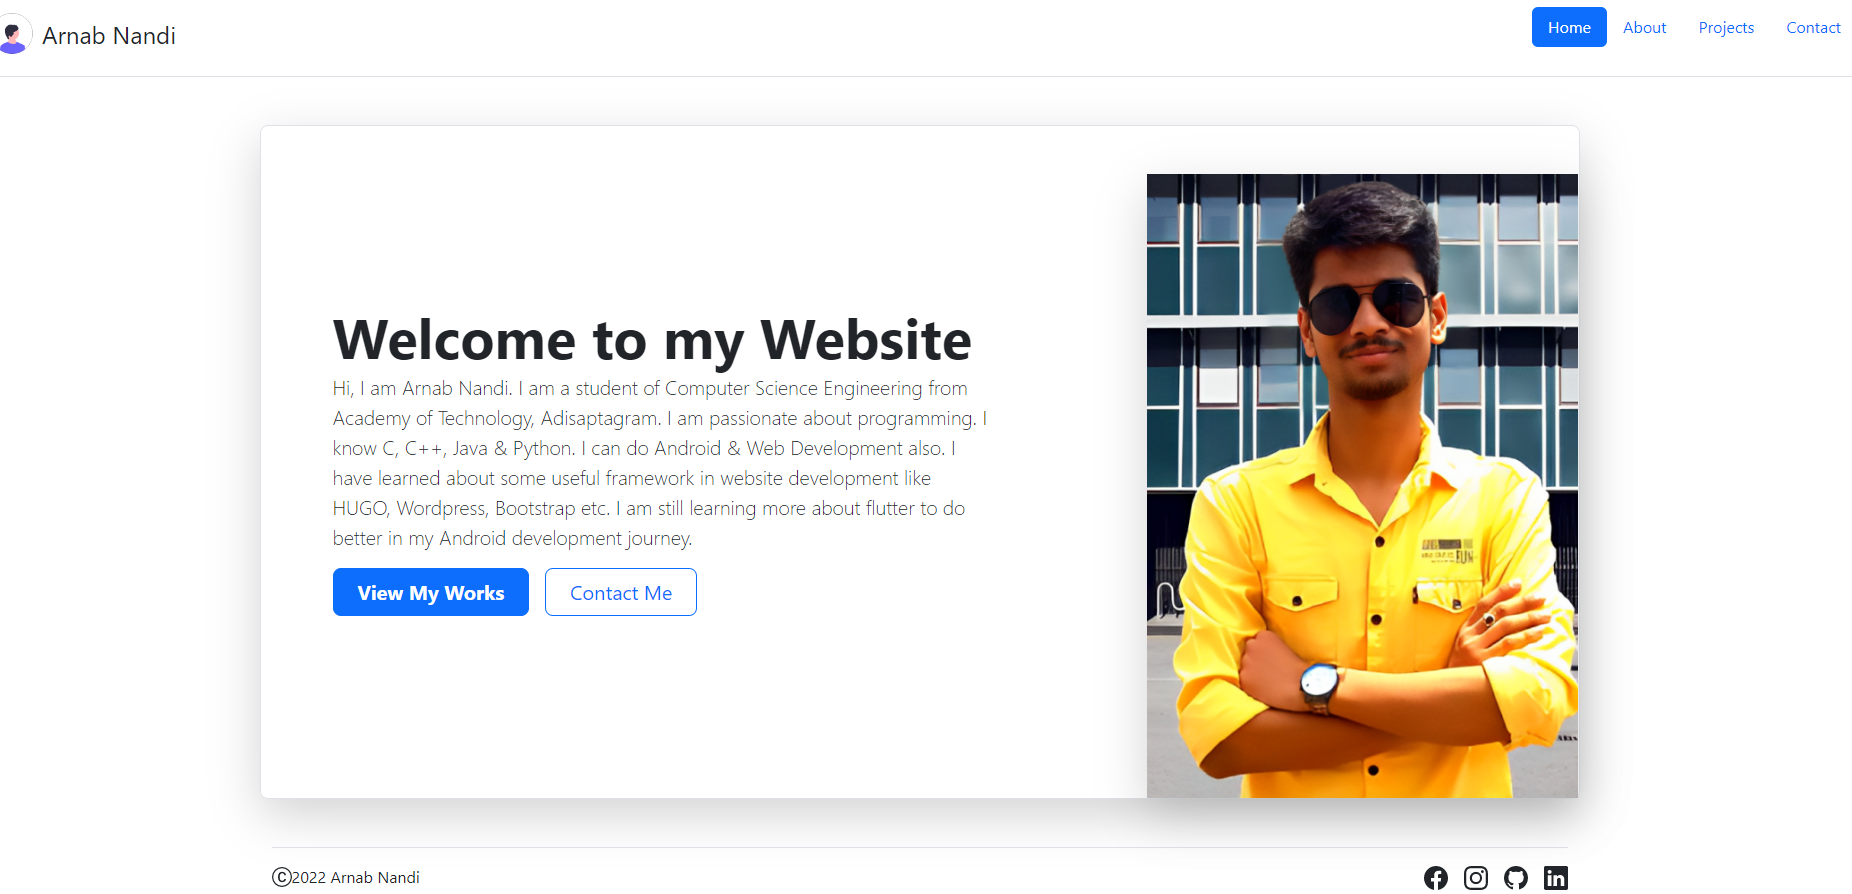 Arnab Nandi
Home About Projects Contact
Welcome to my Website
Hi, I am Arnab Nandi. I am a student of Computer Science Engineering from
Academy of Technology, Adisaptagram. I am passionate about programming. I
know C, C++, Java & Python. I can do Android & Web Development also. I
have learned about some useful framework in website development like
HUGO, Wordpress, Bootstrap etc. I am still learning more about flutter to do
better in my Android development journey.
View My Works Contact Me
©2022 Arnab Nandi